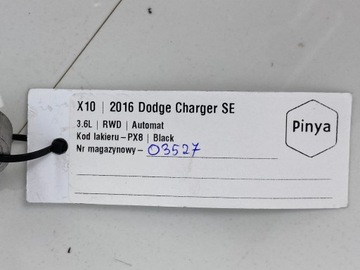 X10 | 2016 Dodge Charger SE
3.6L | RWD | Automat
Kod lakieru – PX8 | Black
Nr magazynowy – 03527
Pinya